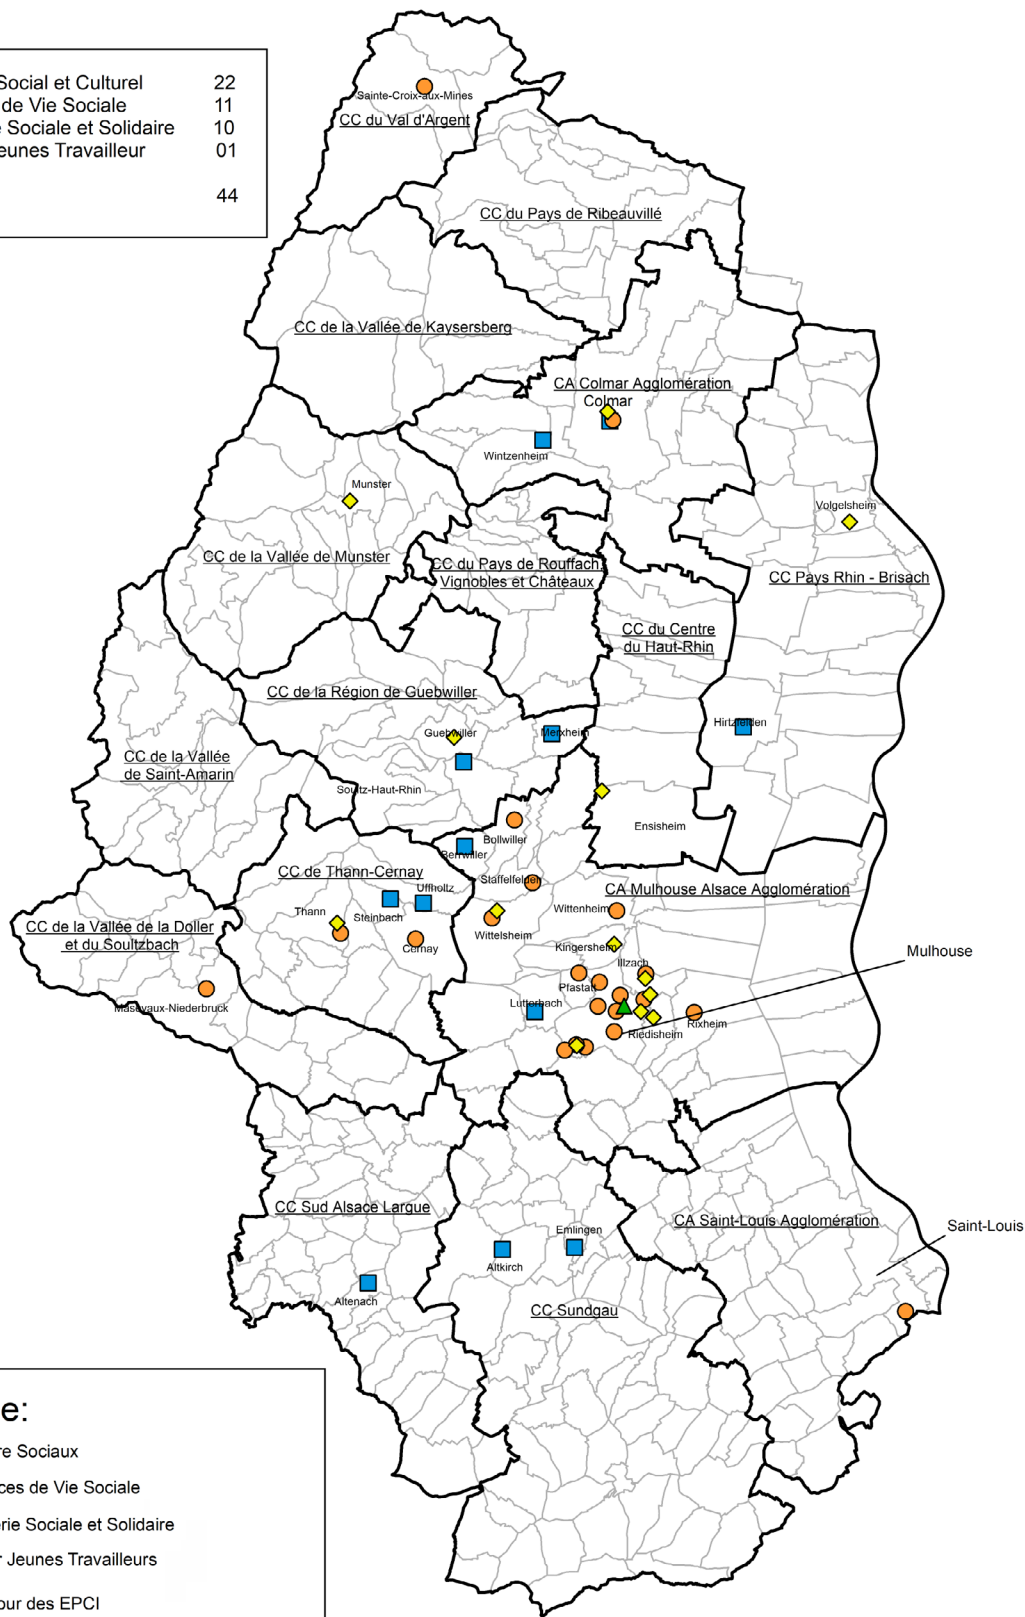 Social et Culturel 22
de Vie Sociale 11
e Sociale et Solidaire 10
eunes Travailleur 01
44
Sainte-Croix-aux-Mines
CC du Val d'Argent
CC du Pays de Ribeauvillé
CC de la Vallée de Kaysersberg
CA Colmar Agglomération
Colmar
Wintzenheim
Munster
Volgelsheim
CC de la Vallée de Munster
CC du Pays de Rouffach,
Vignobles et Châteaux
CC Pays Rhin - Brisach
CC du Centre
du Haut-Rhin
CC de la Région de Guebwiller
Guebwiller
Merxheim
Hirtzfelden
CC de la Vallée
de Saint-Amarin
Soultz-Haut-Rhin
Ensisheim
Bollwiller
Berrwiller
CC de Thann-Cernay
Staffelfelden
Uffholtz
CA Mulhouse Alsace Agglomération
Thann
Steinbach
Wittenheim
CC de la Vallée de la Doller
et du Soultzbach
Wittelsheim
Cernay
Kingersheim
Mulhouse
Illzach
Pfastatt
Masevaux-Niederbruck
Lutterbach
Rixheim
Riedisheim
CC Sud Alsace Largue
CA Saint-Louis Agglomération
Saint-Louis
Emlingen
Altkirch
Altenach
CC Sundgau
e:
re Sociaux
ces de Vie Sociale
erie Sociale et Solidaire
r Jeunes Travailleurs
our des EPCI